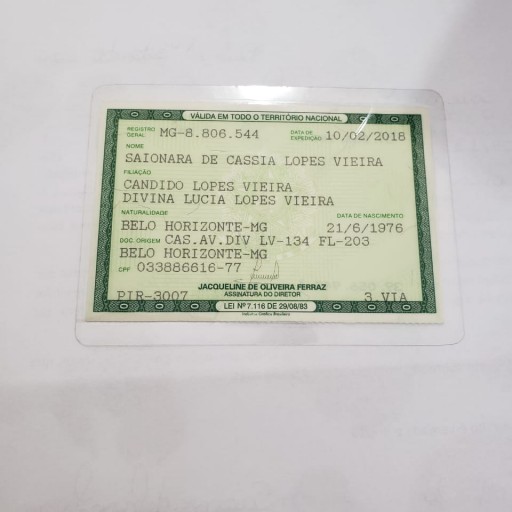 VÁLIDA EM TODO O TERRITÓRIO NACIONAL
REGISTRO GERAL MG-8.806.544 DATA DE EXPEDIÇÃO 10/02/2018
NOME
SAIONARA DE CASSIA LOPES VIEIRA
FILIAÇÃO
CANDIDO LOPES VIEIRA
DIVINA LUCIA LOPES VIEIRA
NATURALIDADE DATA DE NASCIMENTO
BELO HORIZONTE-MG 21/6/1976
DOC. ORIGEM CAS.AV.DIV LV-134 FL-203
BELO HORIZONTE-MG
CPF 033886616-77
JACQUELINE DE OLIVEIRA FERRAZ
PIR-3007 ASSINATURA DO DIRETOR 3.VIA
LEI Nº 7.116 DE 29/08/83